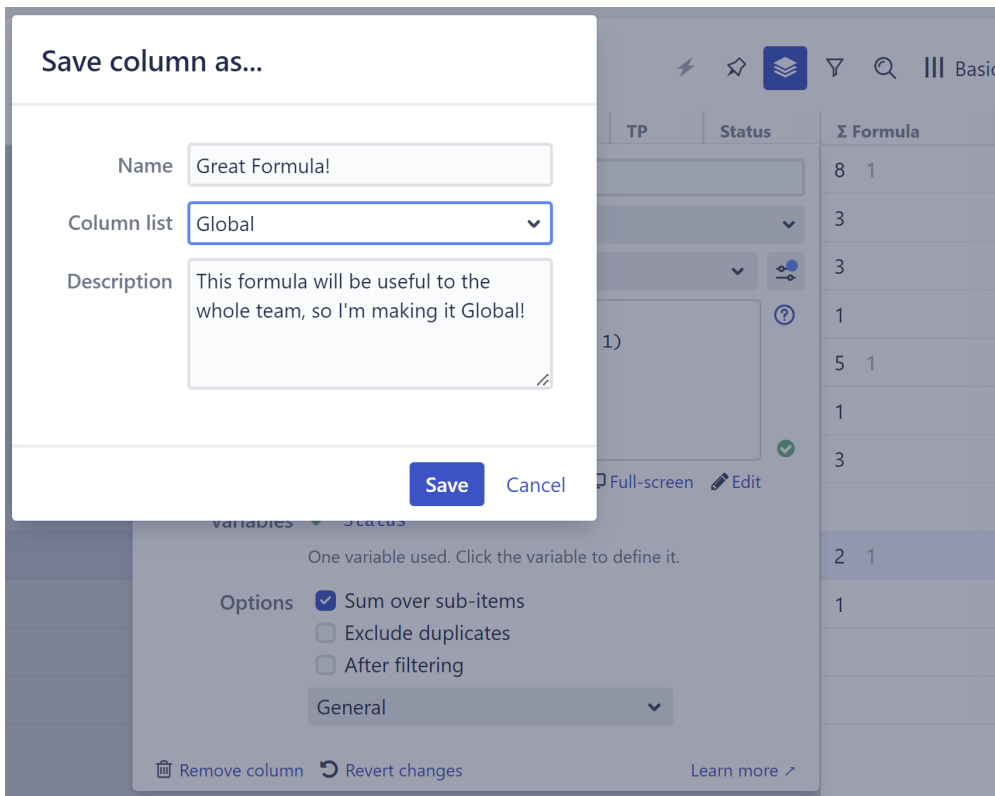 Save column as...
Basic
TP Status Σ Formula
Name Great Formula!
8 1
Column list Global
3
Description This formula will be useful to the
whole team, so I'm making it Global!
3
1
1)
5 1
1
3
Save Cancel
Full-screen Edit
Variables Status
One variable used. Click the variable to define it.
2 1
Options Sum over sub-items
1
Exclude duplicates
After filtering
General
Remove column Revert changes Learn more ↗